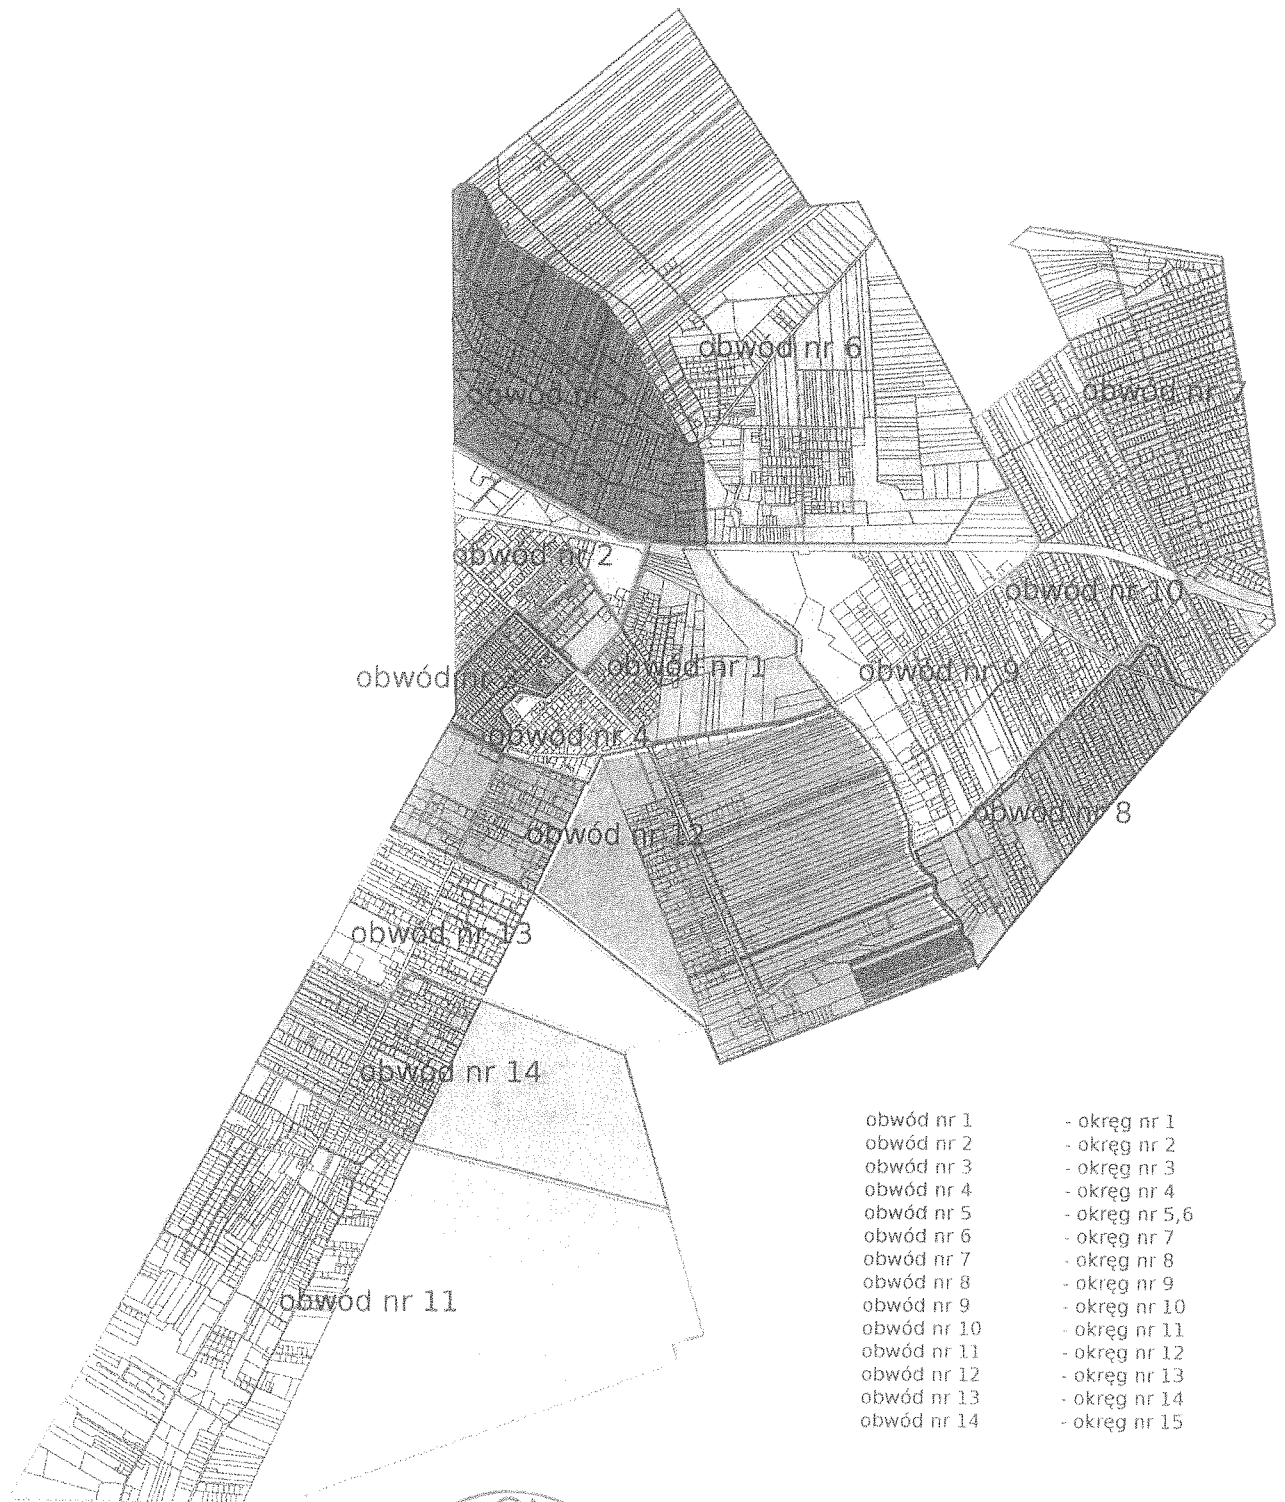 obwód nr 6
obwód nr 7
obwód nr 5
obwód nr 2
obwód nr 10
obwód nr 1
obwód nr 9
obwód nr 3
obwód nr 4
obwód nr 8
obwód nr 12
obwód nr 13
obwód nr 14
obwód nr 11
obwód nr 1 - okręg nr 1
obwód nr 2 - okręg nr 2
obwód nr 3 - okręg nr 3
obwód nr 4 - okręg nr 4
obwód nr 5 - okręg nr 5,6
obwód nr 6 - okręg nr 7
obwód nr 7 - okręg nr 8
obwód nr 8 - okręg nr 9
obwód nr 9 - okręg nr 10
obwód nr 10 - okręg nr 11
obwód nr 11 - okręg nr 12
obwód nr 12 - okręg nr 13
obwód nr 13 - okręg nr 14
obwód nr 14 - okręg nr 15